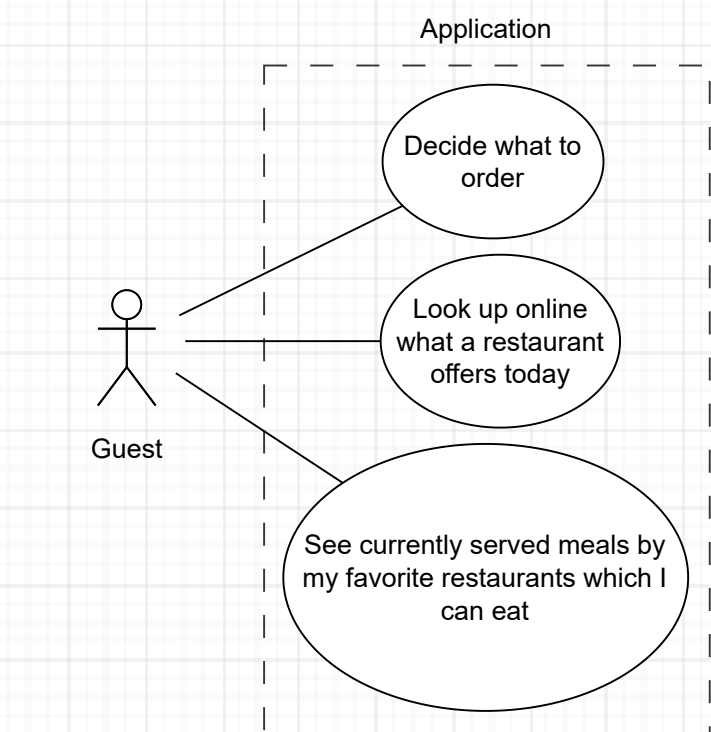 Application
Decide what to
order
Look up online
what a restaurant
offers today
Guest
See currently served meals by
my favorite restaurants which I
can eat